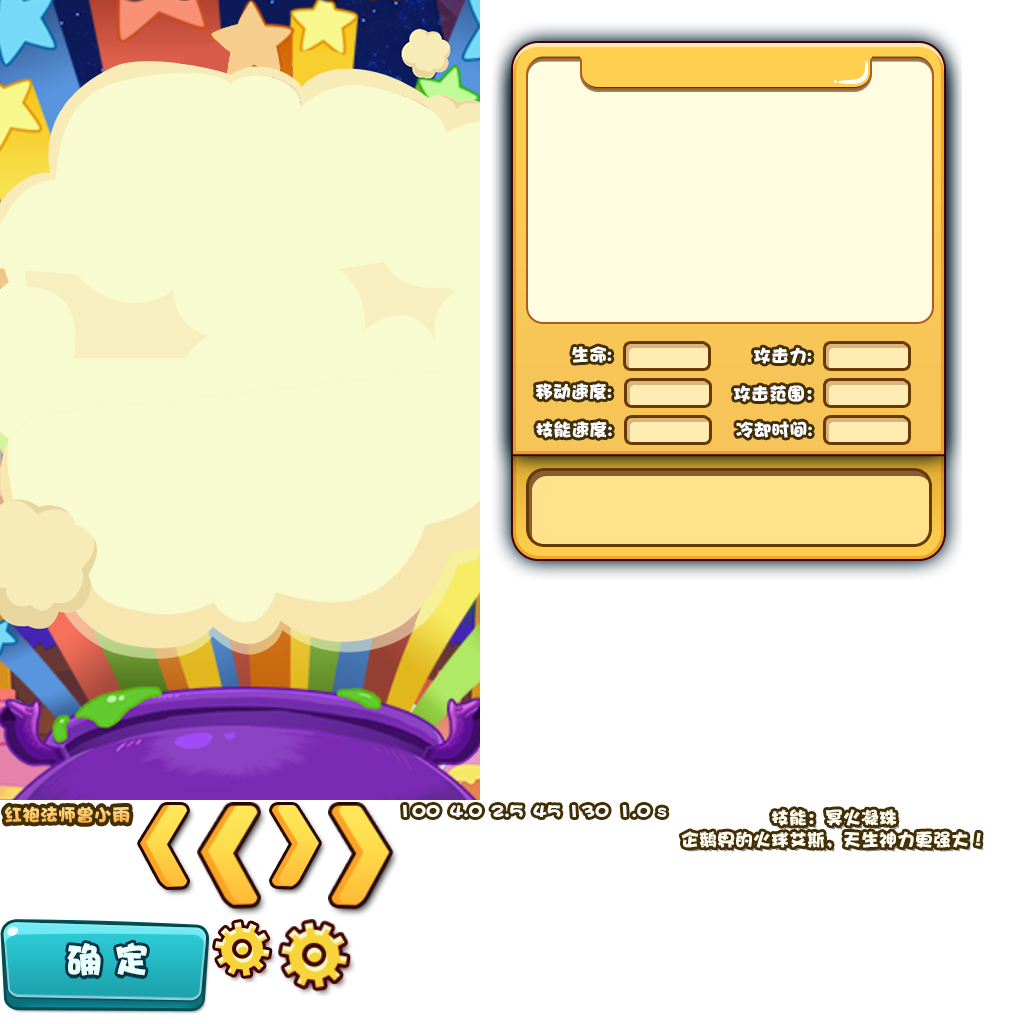 生命: 攻击力:
移动速度: 攻击范围:
技能速度: 冷却时间:
红袍法师曾小雨
100 4.0 2.5 45 130 1.0 s
技能：冥火凝珠
企鹅界的火球艾斯、天生神力更强大！
确 定